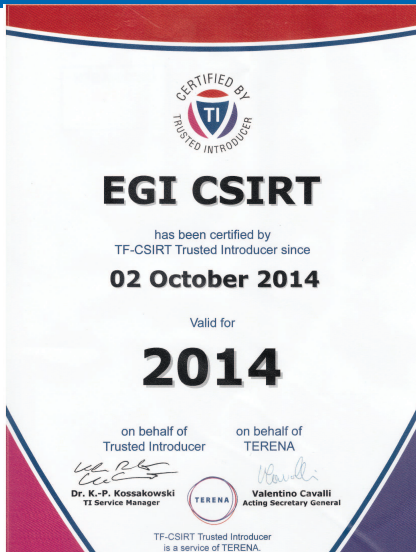 CERTIFIED BY
TI
TRUSTED INTRODUCER
EGI CSIRT
has been certified by
TF-CSIRT Trusted Introducer since
02 October 2014
Valid for
2014
on behalf of
Trusted Introducer
on behalf of
TERENA
Dr. K.-P. Kossakowski
TI Service Manager
TERENA
Valentino Cavalli
Acting Secretary General
TF-CSIRT Trusted Introducer
is a service of TERENA.